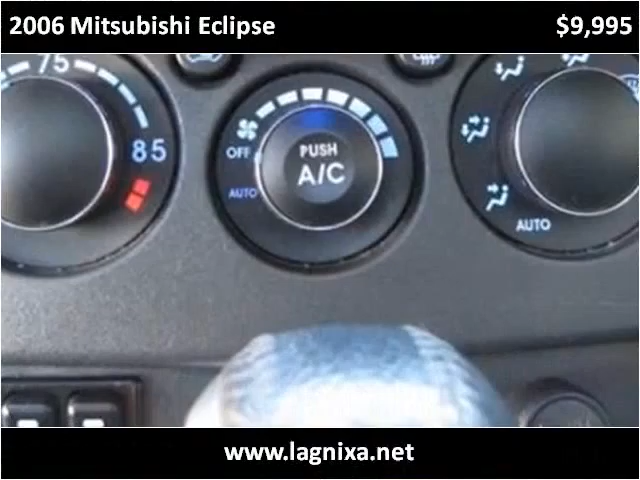 2006 Mitsubishi Eclipse $9,995
75
85
OFF
AUTO
PUSH
A/C
AUTO
www.lagnixa.net